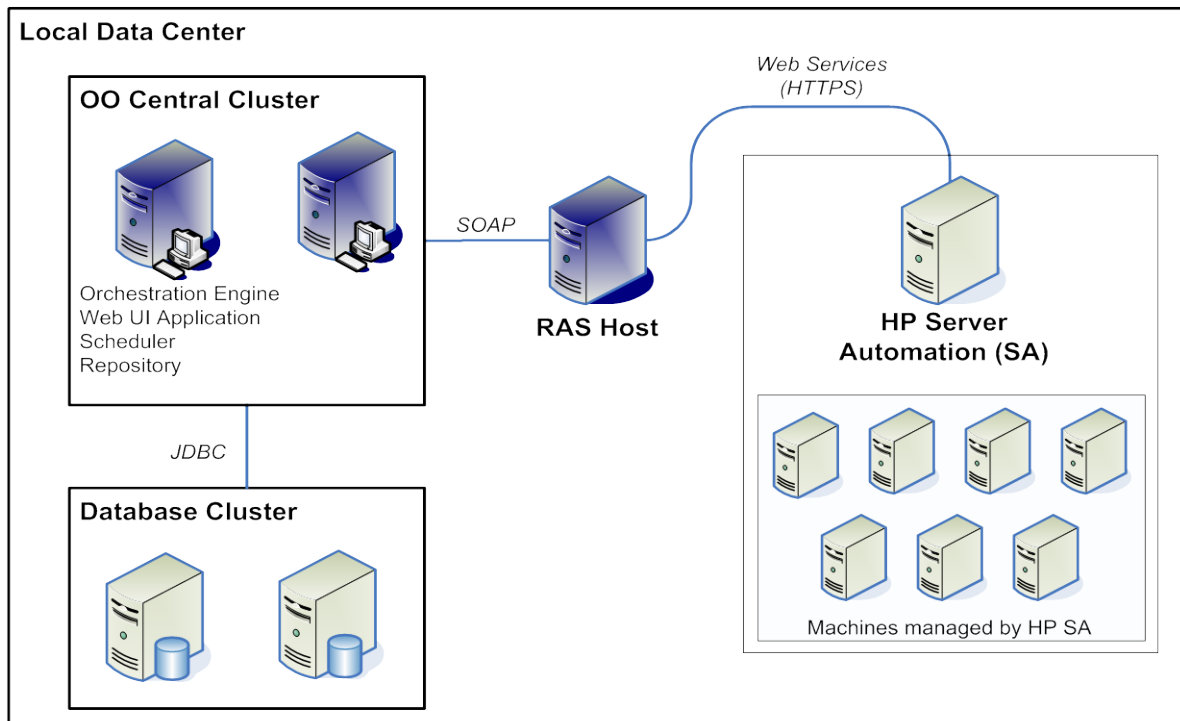 Local Data Center
OO Central Cluster
Orchestration Engine
Web UI Application
Scheduler
Repository
SOAP
RAS Host
Web Services
(HTTPS)
HP Server
Automation (SA)
Machines managed by HP SA
JDBC
Database Cluster